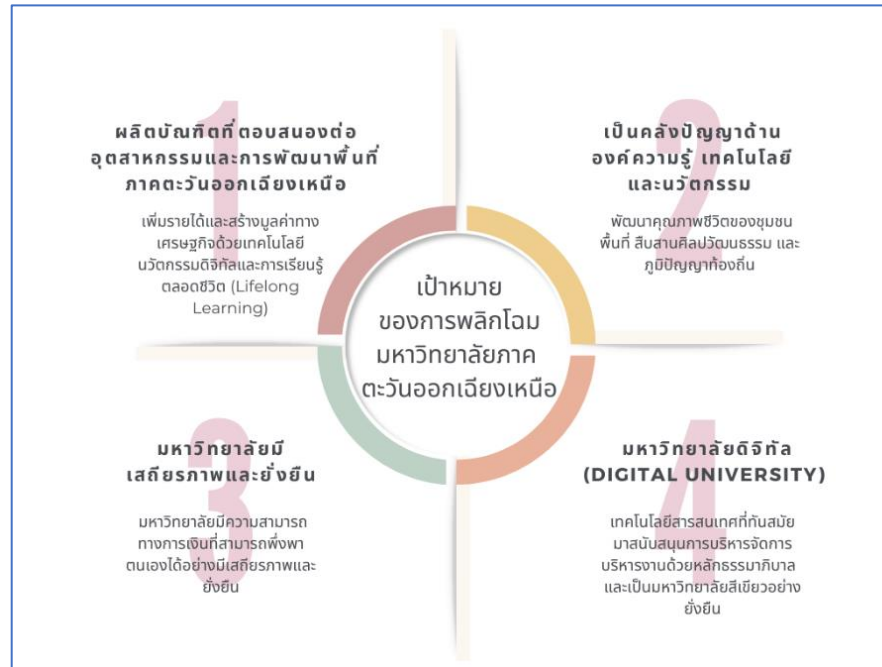 1
ผลิตบัณฑิตที่ตอบสนองต่อ
อุตสาหกรรมและการพัฒนาพื้นที่
ภาคตะวันออกเฉียงเหนือ
เพิ่มรายได้และสร้างมูลค่าทาง
เศรษฐกิจด้วยเทคโนโลยี
นวัตกรรมดิจิทัลและการเรียนรู้
ตลอดชีวิต (Lifelong
Learning)
2
เป็นคลังปัญญาด้าน
องค์ความรู้ เทคโนโลยี
และนวัตกรรม
พัฒนาคุณภาพชีวิตของชุมชน
พื้นที่ สืบสานศิลปวัฒนธรรม และ
ภูมิปัญญาท้องถิ่น
เป้าหมาย
ของการพลิกโฉม
มหาวิทยาลัยภาค
ตะวันออกเฉียงเหนือ
3
มหาวิทยาลัยมี
เสถียรภาพและยั่งยืน
มหาวิทยาลัยมีความสามารถ
ทางการเงินที่สามารถพึ่งพา
ตนเองได้อย่างมีเสถียรภาพและ
ยั่งยืน
4
มหาวิทยาลัยดิจิทัล
(DIGITAL UNIVERSITY)
เทคโนโลยีสารสนเทศที่ทันสมัย
มาสนับสนุนการบริหารจัดการ
บริหารงานด้วยหลักธรรมาภิบาล
และเป็นมหาวิทยาลัยสีเขียวอย่าง
ยั่งยืน